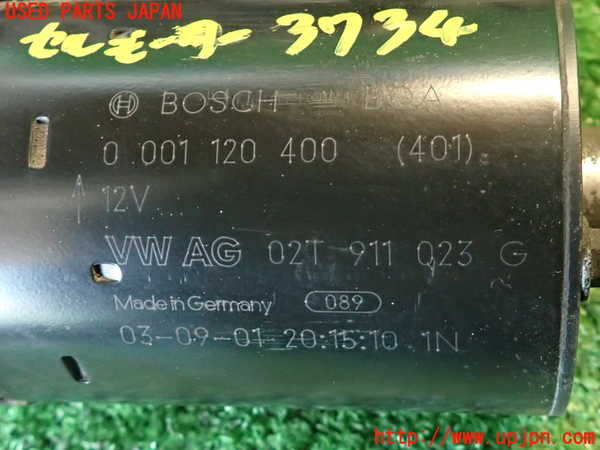 USED PARTS JAPAN
セルモーター 3734
BOSCH
0 001 120 400 (401)
12V
VW AG 02T 911 023 G
Made in Germany 089
03-09-01 20:15:10 1N
http://www.upjpn.com